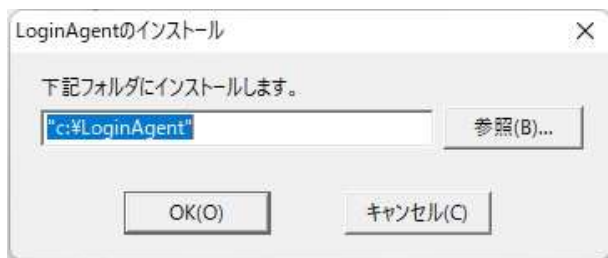 LoginAgentのインストール
下記フォルダにインストールします。
"c:¥LoginAgent"
参照(B)...
OK(O)
キャンセル(C)